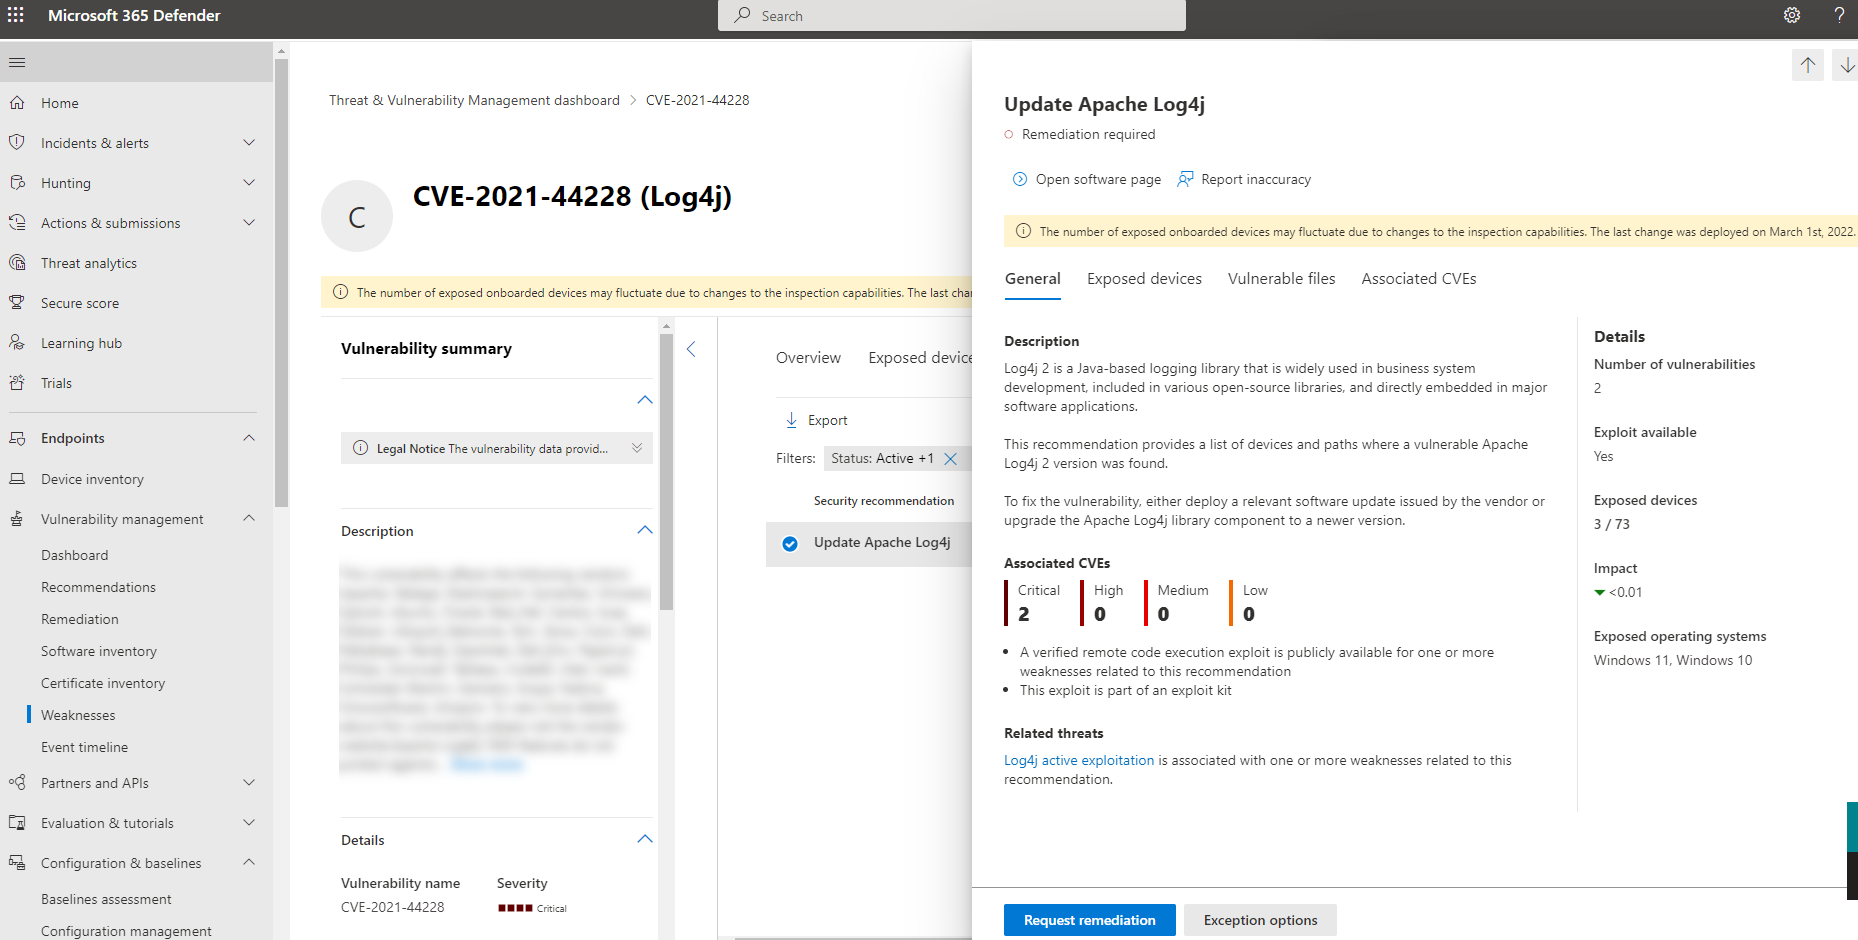 Microsoft 365 Defender
Search
?
Home
Incidents & alerts
Hunting
Actions & submissions
Threat analytics
Secure score
Learning hub
Trials
Endpoints
Device inventory
Vulnerability management
Dashboard
Recommendations
Remediation
Software inventory
Certificate inventory
Weaknesses
Event timeline
Partners and APIs
Evaluation & tutorials
Configuration & baselines
Baselines assessment
Configuration management
Threat & Vulnerability Management dashboard > CVE-2021-44228
C
CVE-2021-44228 (Log4j)
The number of exposed onboarded devices may fluctuate due to changes to the inspection capabilities. The last char
Vulnerability summary
Legal Notice The vulnerability data provid...
Description
Details
Vulnerability name
CVE-2021-44228
Severity
Critical
Overview
Exposed device
Export
Filters:
Status: Active +1
Security recommendation
Update Apache Log4j
Update Apache Log4j
Remediation required
Open software page
Report inaccuracy
The number of exposed onboarded devices may fluctuate due to changes to the inspection capabilities. The last change was deployed on March 1st, 2022.
General
Exposed devices
Vulnerable files
Associated CVEs
Description
Log4j 2 is a Java-based logging library that is widely used in business system
development, included in various open-source libraries, and directly embedded in major
software applications.
This recommendation provides a list of devices and paths where a vulnerable Apache
Log4j 2 version was found.
To fix the vulnerability, either deploy a relevant software update issued by the vendor or
upgrade the Apache Log4j library component to a newer version.
Associated CVEs
Critical
2
High
0
Medium
0
Low
0
• A verified remote code execution exploit is publicly available for one or more
weaknesses related to this recommendation
• This exploit is part of an exploit kit
Related threats
Log4j active exploitation is associated with one or more weaknesses related to this
recommendation.
Details
Number of vulnerabilities
2
Exploit available
Yes
Exposed devices
3 / 73
Impact
<0.01
Exposed operating systems
Windows 11, Windows 10
Request remediation
Exception options